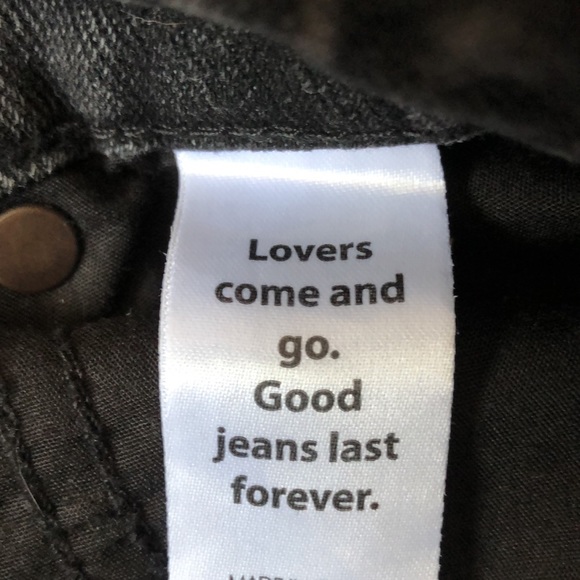 Lovers
come and
go.
Good
jeans last
forever.